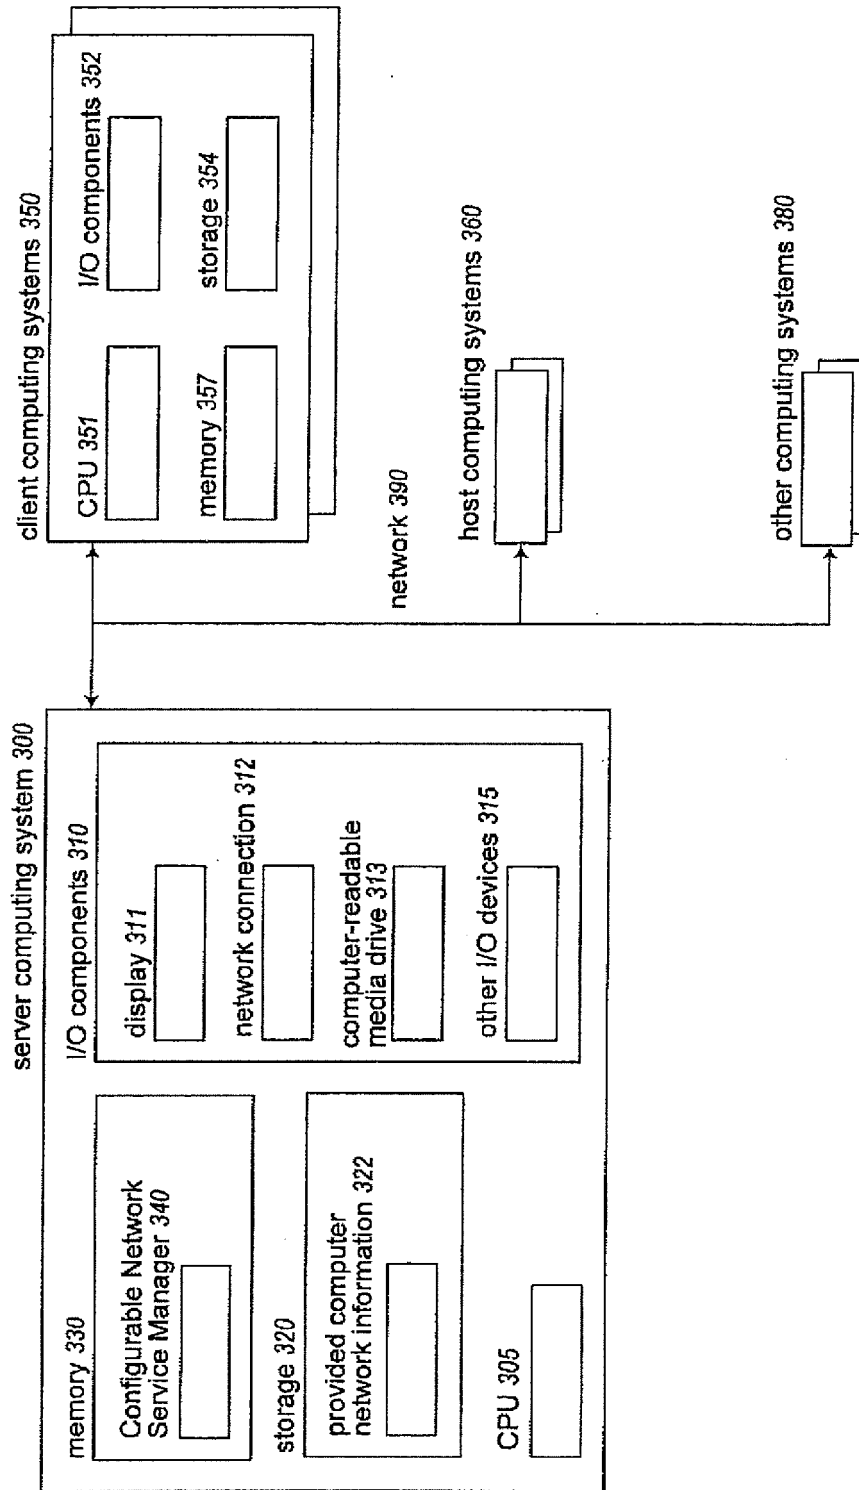 server computing system 300
memory 330
Configurable Network
Service Manager 340
storage 320
provided computer
network information 322
CPU 305
I/O components 310
display 311
network connection 312
computer-readable
media drive 313
other I/O devices 315
network 390
client computing systems 350
CPU 351
I/O components 352
memory 357
storage 354
host computing systems 360
other computing systems 380